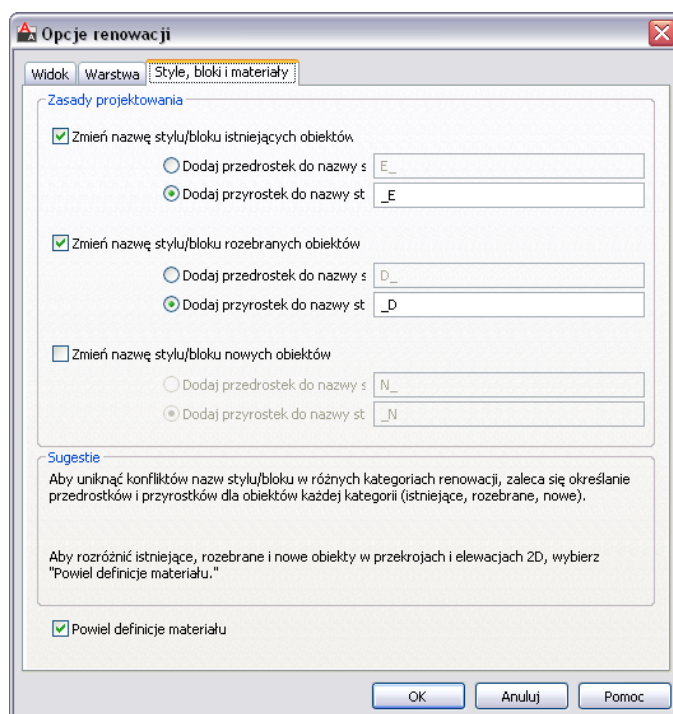 Opcje renowacji
Widok Warstwa Style, bloki i materiały
Zasady projektowania
Zmień nazwę stylu/bloku istniejących obiektów
Dodaj przedrostek do nazwy s E_
Dodaj przyrostek do nazwy st _E
Zmień nazwę stylu/bloku rozebranych obiektów
Dodaj przedrostek do nazwy s D_
Dodaj przyrostek do nazwy st _D
Zmień nazwę stylu/bloku nowych obiektów
Dodaj przedrostek do nazwy s N_
Dodaj przyrostek do nazwy st _N
Sugestie
Aby uniknąć konfliktów nazw stylu/bloku w różnych kategoriach renowacji, zaleca się określanie
przedrostków i przyrostków dla obiektów każdej kategorii (istniejące, rozebrane, nowe).
Aby rozróżnić istniejące, rozebrane i nowe obiekty w przekrojach i elewacjach 2D, wybierz
"Powiel definicje materiału."
Powiel definicje materiału
OK Anuluj Pomoc